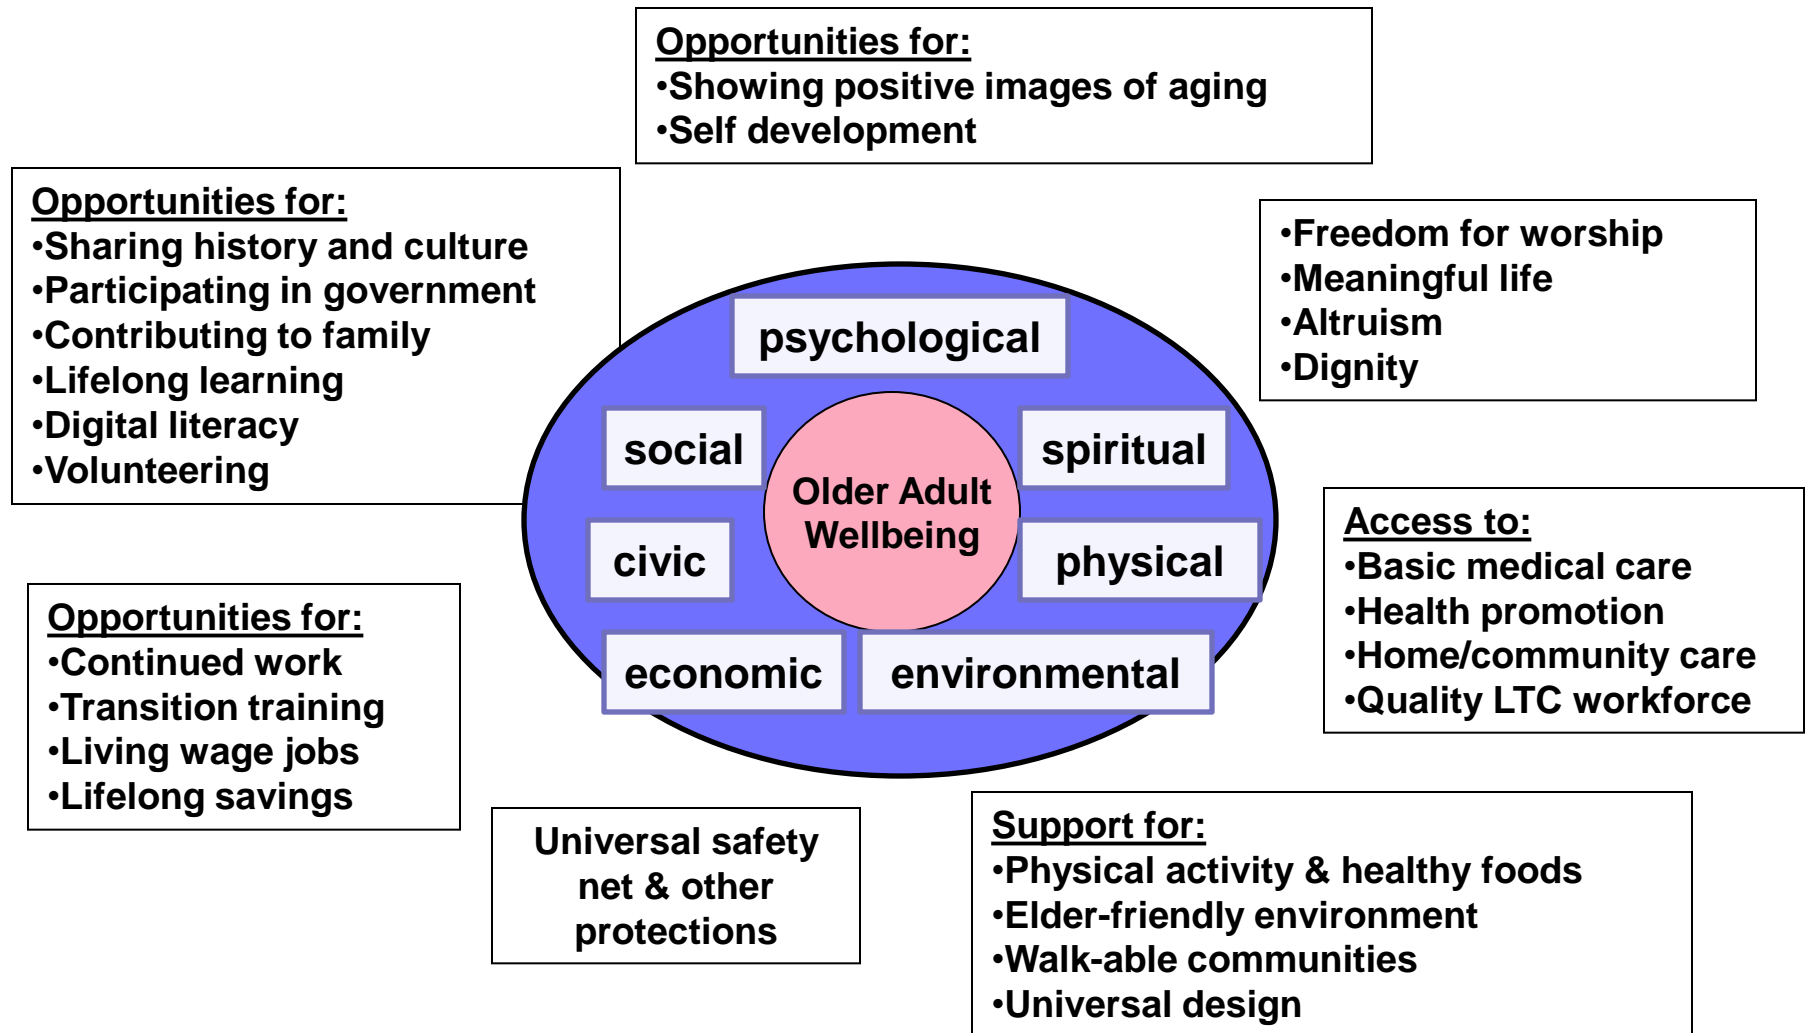 Opportunities for:
•Showing positive images of aging
•Self development
Opportunities for:
•Sharing history and culture
•Participating in government
•Contributing to family
•Lifelong learning
•Digital literacy
•Volunteering
•Freedom for worship
•Meaningful life
•Altruism
•Dignity
psychological
social
spiritual
Older Adult
Wellbeing
civic
physical
economic
environmental
Access to:
•Basic medical care
•Health promotion
•Home/community care
•Quality LTC workforce
Opportunities for:
•Continued work
•Transition training
•Living wage jobs
•Lifelong savings
Universal safety
net & other
protections
Support for:
•Physical activity & healthy foods
•Elder-friendly environment
•Walk-able communities
•Universal design